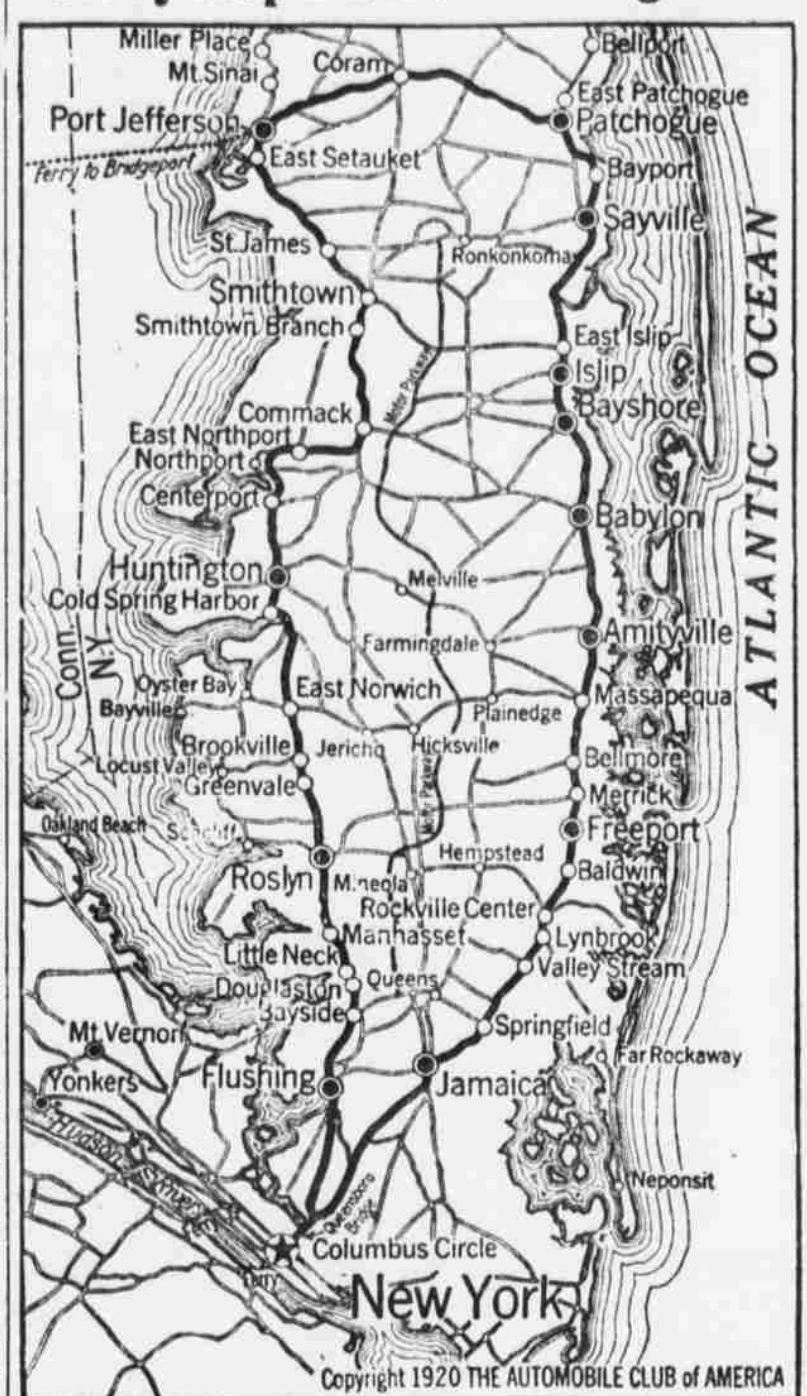 Miller Place
Bellport
Coram
Mt. Sinai
East Patchogue
Port Jefferson
Patchogue
East Setauket
Ferry to Bridgeport
Bayport
Sayville
St. James
Ronkonkoma
Smithtown
Smithtown Branch
East Islip
Motor Parkway
Islip
Bayshore
Commack
East Northport
Northport
Centerport
Babylon
ATLANTIC OCEAN
Huntington
Melville
Cold Spring Harbor
Amityville
Farmingdale
Conn.
N.Y.
Oyster Bay
East Norwich
Massapequa
Bayville
Plainedge
Brookville
Jericho
Hicksville
Locust Valley
Bellmore
Greenvale
Merrick
Motor Parkway
Oakland Beach
Freeport
Hempstead
Roslyn
Mineola
Baldwin
Rockville Center
Manhasset
Lynbrook
Little Neck
Valley Stream
Queens
Douglaston
Bayside
Springfield
Mt. Vernon
Far Rockaway
Yonkers
Flushing
Jamaica
Hudson
Neponsit
Queensboro
Bridge
Columbus Circle
Ferry
New York
Copyright 1920 THE AUTOMOBILE CLUB of AMERICA